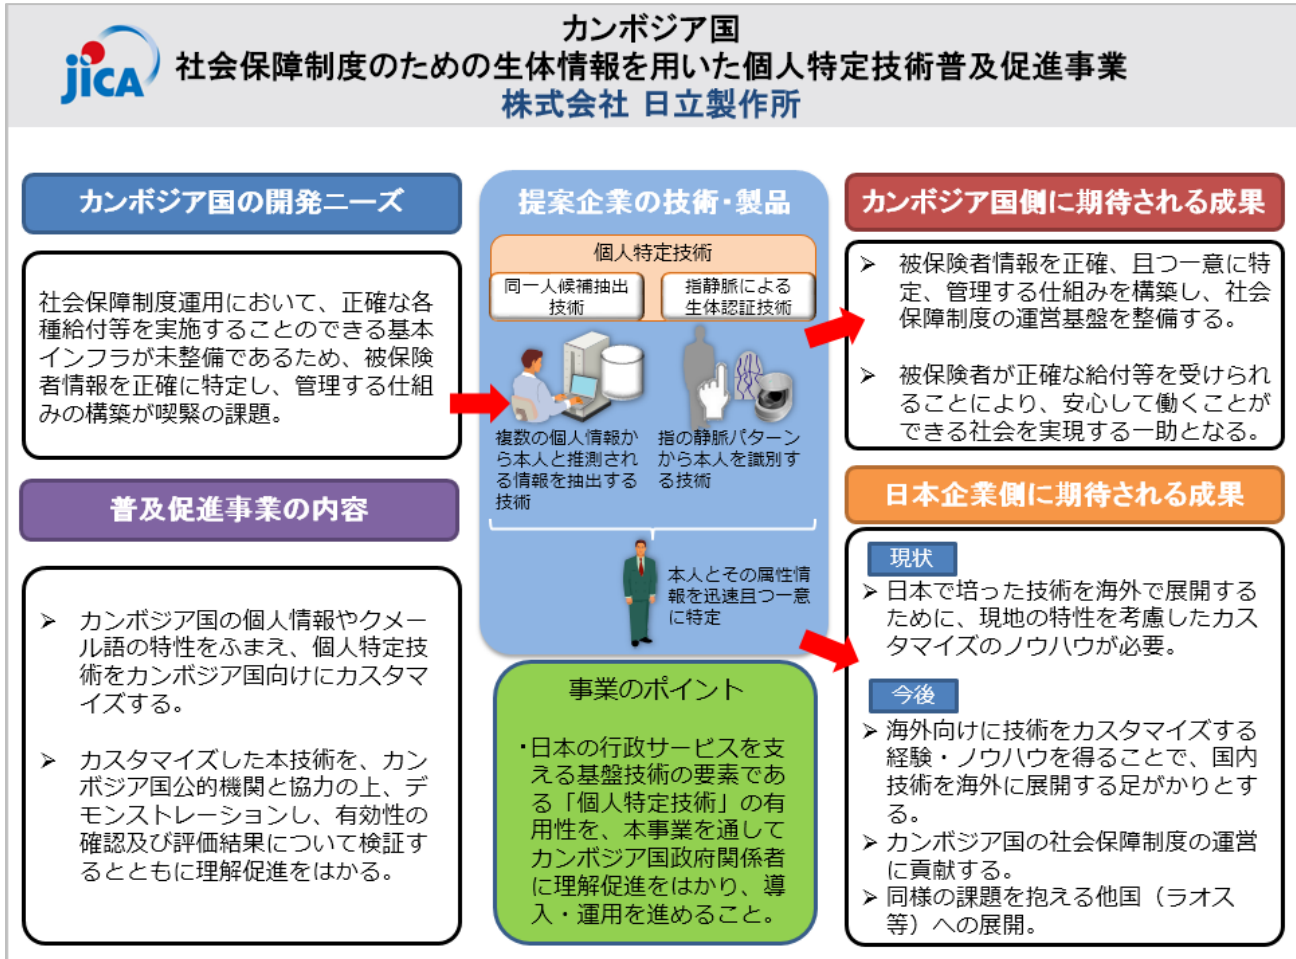 カンボジア国
jica
社会保障制度のための生体情報を用いた個人特定技術普及促進事業
株式会社 日立製作所
カンボジア国の開発ニーズ
社会保障制度運用において、正確な各
種給付等を実施することのできる基本
インフラが未整備であるため、被保険
者情報を正確に特定し、管理する仕組
みの構築が喫緊の課題。
普及促進事業の内容
➢ カンボジア国の個人情報やクメ
ール語の特性をふまえ、個人特定技
術をカンボジア国向けにカスタマ
イズする。
➢ カスタマイズした本技術を、カン
ボジア国公的機関と協力の上、デ
モンストレーションし、有効性の
確認及び評価結果について検証す
るとともに理解促進をはかる。
提案企業の技術・製品
個人特定技術
同一人候補抽出
技術
指静脈による
生体認証技術
複数の個人情報か
ら本人と推測され
る情報を抽出する
技術
指の静脈パターン
から本人を識別す
る技術
本人とその属性情
報を迅速且つ一意
に特定
事業のポイント
・日本の行政サービスを支
える基盤技術の要素であ
る「個人特定技術」の有
用性を、本事業を通して
カンボジア国政府関係者
に理解促進をはかり、導
入・運用を進めること。
カンボジア国側に期待される成果
➢ 被保険者情報を正確、且つ一意に特
定、管理する仕組みを構築し、社会
保障制度の運営基盤を整備する。
➢ 被保険者が正確な給付等を受けられ
ることにより、安心して働くことが
できる社会を実現する一助となる。
日本企業側に期待される成果
現状
➢ 日本で培った技術を海外で展開する
ために、現地の特性を考慮したカス
タマイズのノウハウが必要。
今後
➢ 海外向けに技術をカスタマイズする
経験・ノウハウを得ることで、国内
技術を海外に展開する足がかりとす
る。
➢ カンボジア国の社会保障制度の運営
に貢献する。
➢ 同様の課題を抱える他国（ラオス
等）への展開。